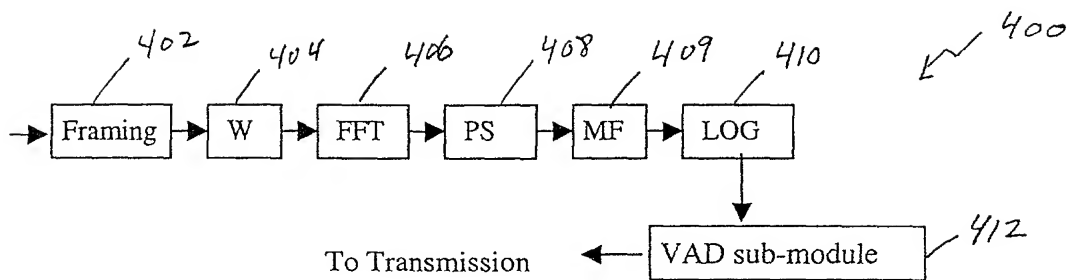 402 404 406 408 409 410 400
Framing W FFT PS MF LOG
VAD sub-module 412
To Transmission